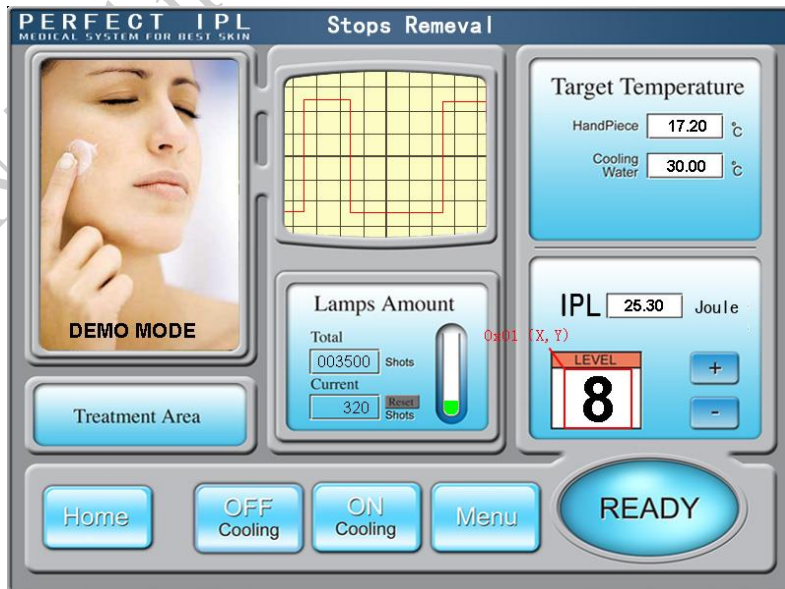 PERFECT IPL
MEDICAL SYSTEM FOR BEST SKIN
Stops Remeval
DEMO MODE
Treatment Area
Lamps Amount
Total
003500 Shots
Current
320 Reset
Shots
Target Temperature
HandPiece 17.20 °C
Cooling
Water 30.00 °C
IPL 25.30 Joule
0x01 (X,Y)
LEVEL
8
+
-
Home
OFF
Cooling
ON
Cooling
Menu
READY